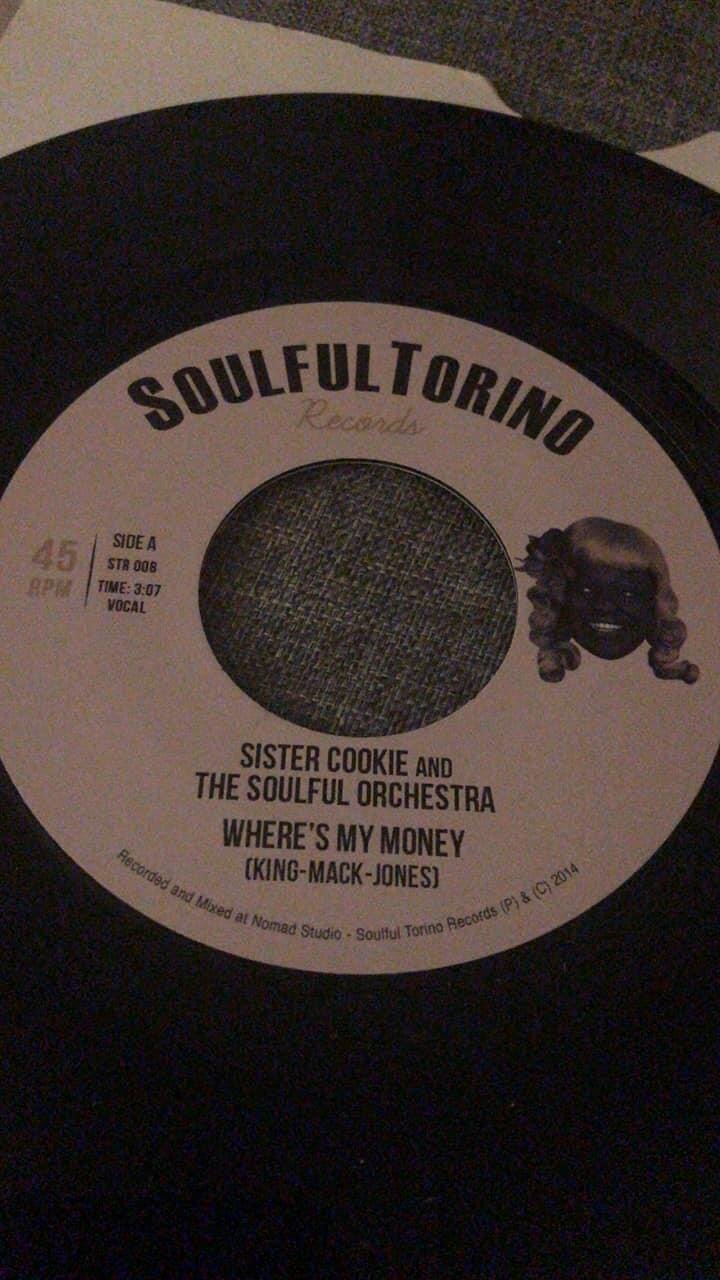 SOULFUL TORINO
Records
45
RPM
SIDE A
STR 008
TIME: 3:07
VOCAL
SISTER COOKIE AND
THE SOULFUL ORCHESTRA
WHERE'S MY MONEY
(KING-MACK-JONES)
Recorded and Mixed at Nomad Studio - Soulful Torino Records (P) & (C) 2014